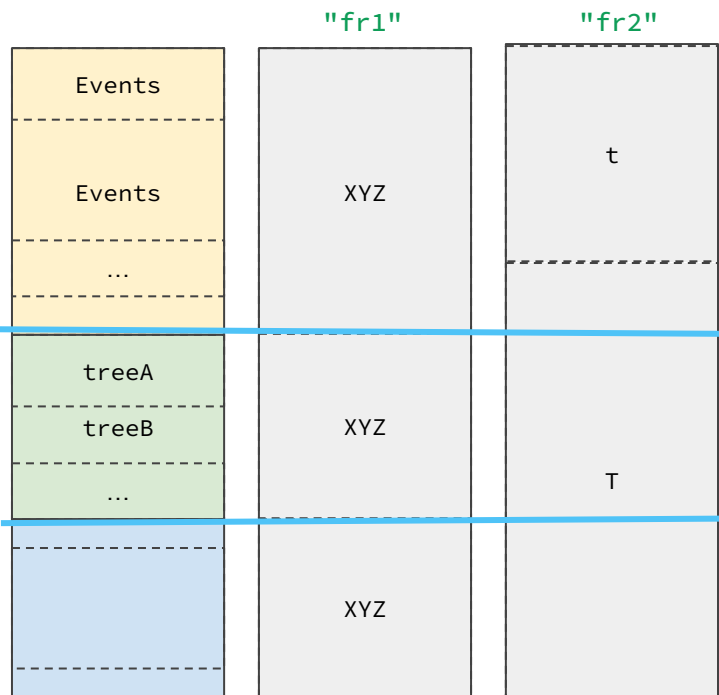 "fr1"
"fr2"
Events
Events
...
treeA
treeB
...
XYZ
XYZ
XYZ
t
T